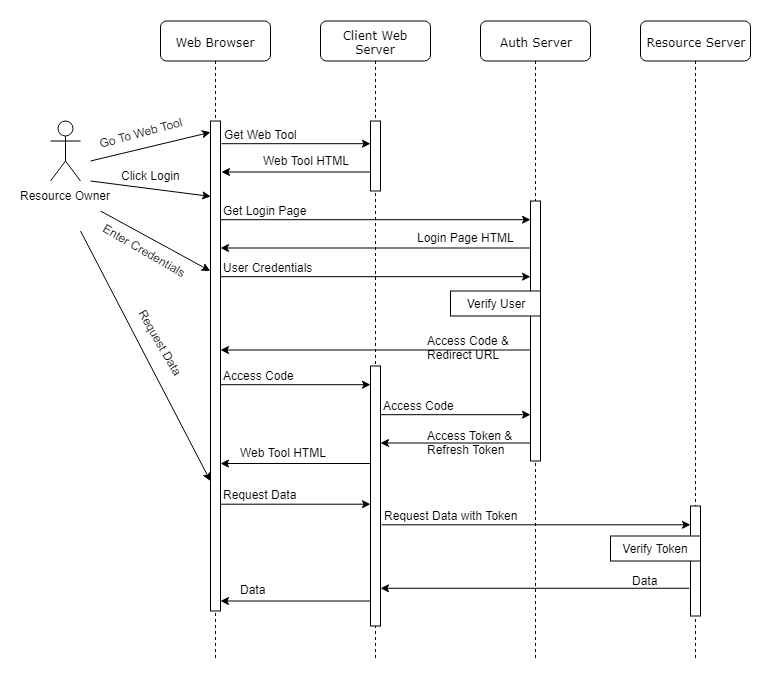 Web Browser
Client Web
Server
Auth Server
Resource Server
Go To Web Tool
Get Web Tool
Web Tool HTML
Click Login
Resource Owner
Get Login Page
Enter Credentials
Login Page HTML
User Credentials
Verify User
Request Data
Access Code &
Redirect URL
Access Code
Access Code
Access Token &
Refresh Token
Web Tool HTML
Request Data
Request Data with Token
Verify Token
Data
Data